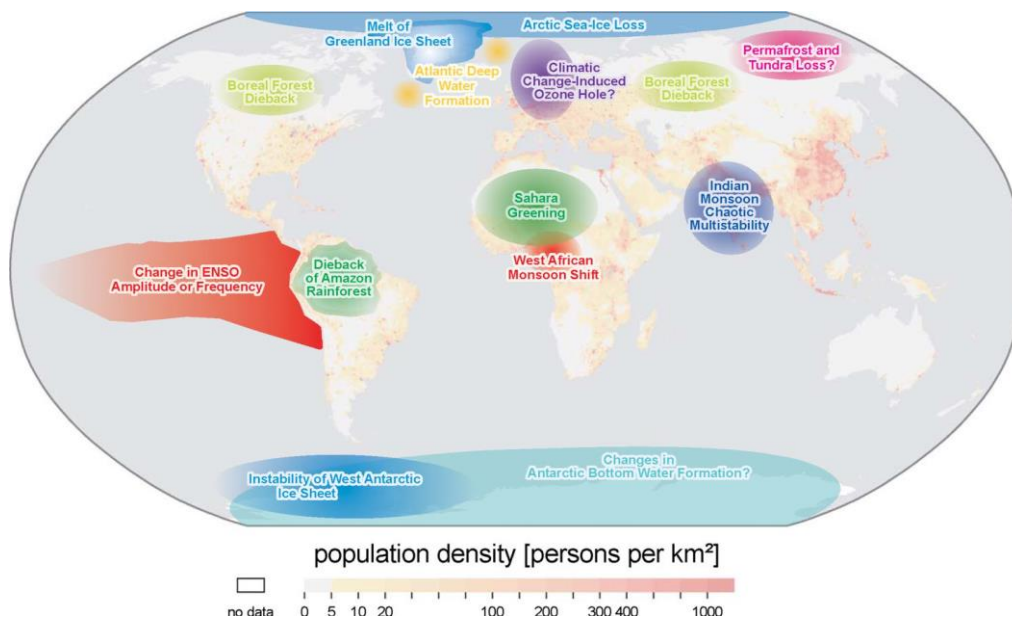 Melt of
Greenland Ice Sheet
Arctic Sea-Ice Loss
Atlantic Deep
Water
Formation
Climatic
Change-Induced
Ozone Hole?
Permafrost and
Tundra Loss?
Boreal Forest
Dieback
Boreal Forest
Dieback
Sahara
Greening
Indian
Monsoon
Chaotic
Multistability
West African
Monsoon Shift
Change in ENSO
Amplitude or Frequency
Dieback
of Amazon
Rainforest
Instability of West Antarctic
Ice Sheet
Changes in
Antarctic Bottom Water Formation?
population density [persons per km²]
no data 0 5 10 20 100 200 300 400 1000